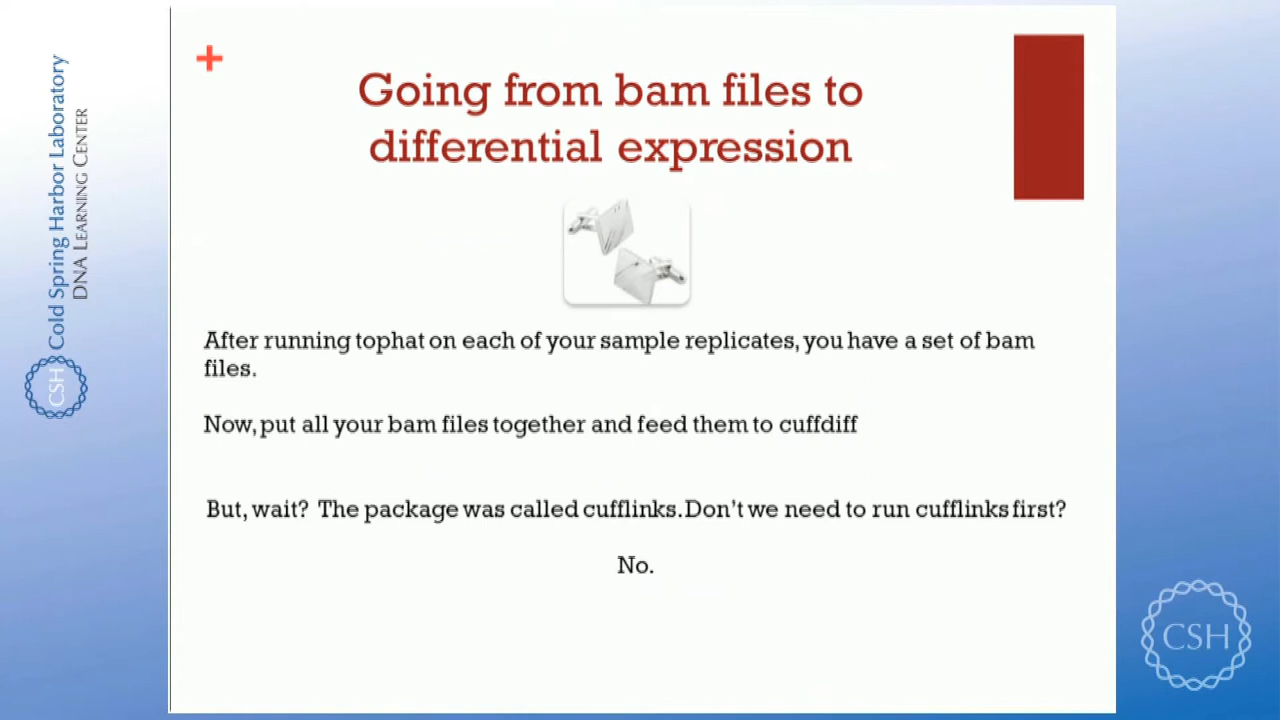 Cold Spring Harbor Laboratory
DNA LEARNING CENTER
CSH
+
Going from bam files to
differential expression
After running tophat on each of your sample replicates, you have a set of bam
files.
Now, put all your bam files together and feed them to cuffdiff
But, wait? The package was called cufflinks. Don't we need to run cufflinks first?
No.
CSH